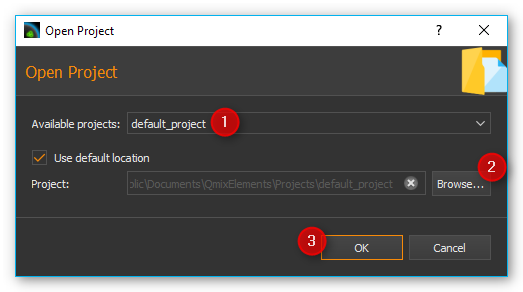 Open Project
?
Open Project
Available projects: default_project 1
Use default location
2
Project: olic\Documents\QmixElements\Projects\default_project Browse...
3 OK Cancel